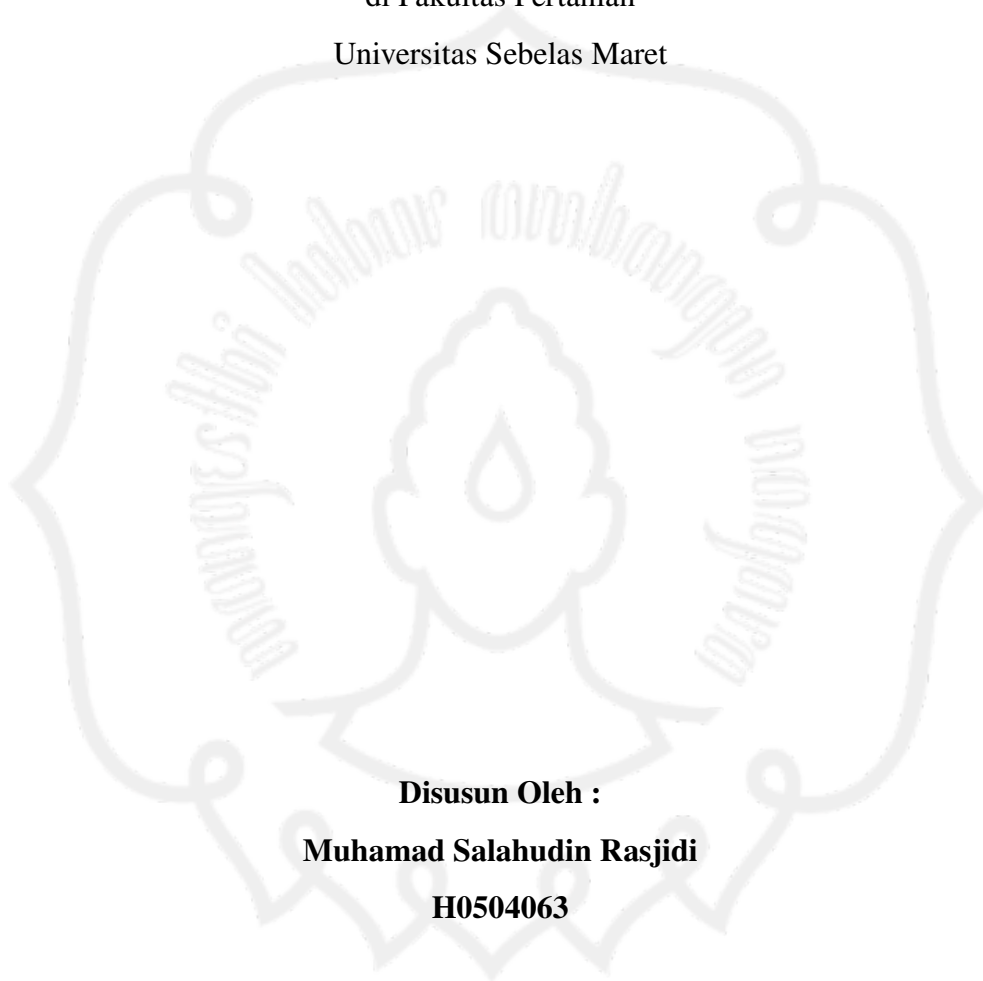 di Fakultas Pertanian
Universitas Sebelas Maret
Disusun Oleh :
Muhamad Salahudin Rasjidi
H0504063